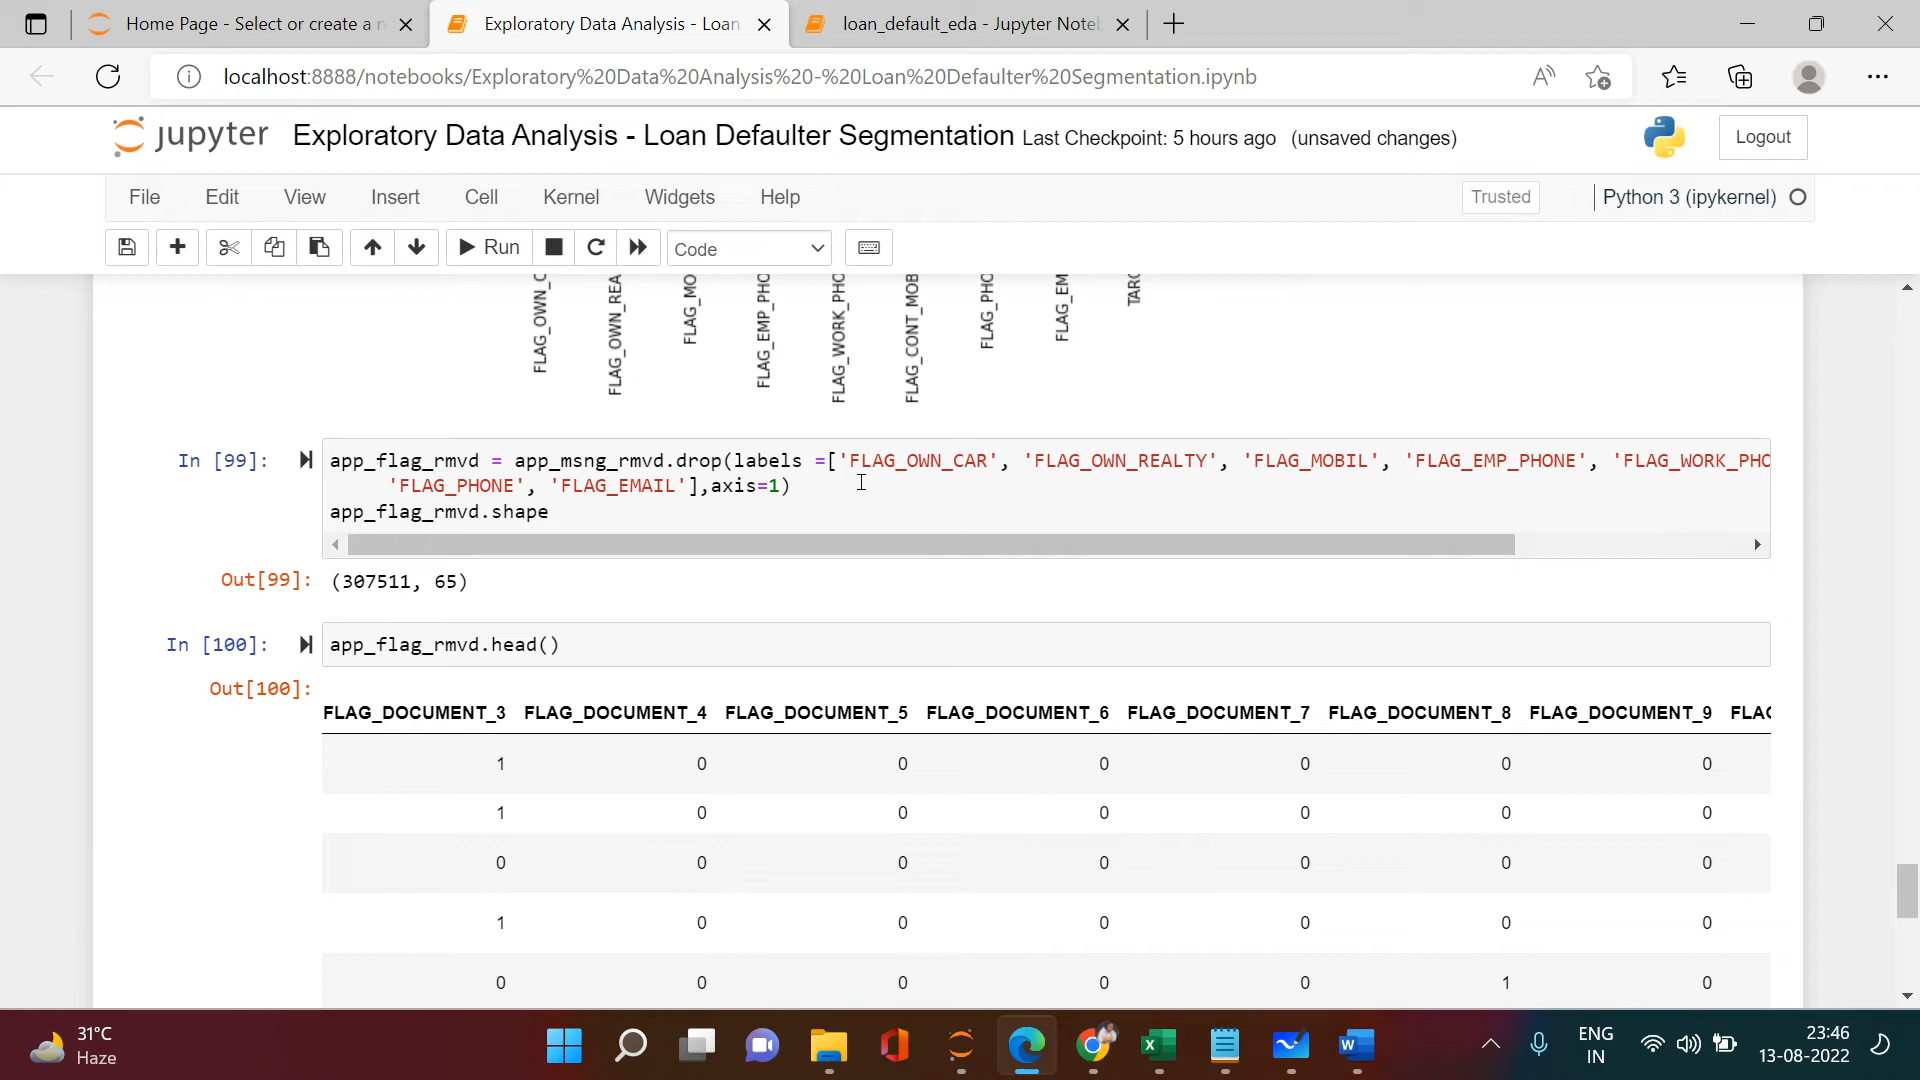 Home Page - Select or create a n
Exploratory Data Analysis - Loan
loan_default_eda - Jupyter Noteb
localhost:8888/notebooks/Exploratory%20Data%20Analysis%20-%20Loan%20Defaulter%20Segmentation.ipynb
jupyter Exploratory Data Analysis - Loan Defaulter Segmentation Last Checkpoint: 5 hours ago (unsaved changes)
Logout
File Edit View Insert Cell Kernel Widgets Help
Trusted
Python 3 (ipykernel)
Run
Code
FLAG_OWN_C
FLAG_OWN_REA
FLAG_MO
FLAG_EMP_PHO
FLAG_WORK_PHO
FLAG_CONT_MOB
FLAG_PHO
FLAG_EM
TARG
In [99]: app_flag_rmvd = app_msng_rmvd.drop(labels =['FLAG_OWN_CAR', 'FLAG_OWN_REALTY', 'FLAG_MOBIL', 'FLAG_EMP_PHONE', 'FLAG_WORK_PHO
'FLAG_PHONE', 'FLAG_EMAIL'],axis=1)
app_flag_rmvd.shape
Out[99]: (307511, 65)
In [100]: app_flag_rmvd.head()
Out[100]:
FLAG_DOCUMENT_3 FLAG_DOCUMENT_4 FLAG_DOCUMENT_5 FLAG_DOCUMENT_6 FLAG_DOCUMENT_7 FLAG_DOCUMENT_8 FLAG_DOCUMENT_9 FLAG
1 0 0 0 0 0 0
1 0 0 0 0 0 0
0 0 0 0 0 0 0
1 0 0 0 0 0 0
0 0 0 0 0 1 0
31°C
Haze
ENG
IN
23:46
13-08-2022